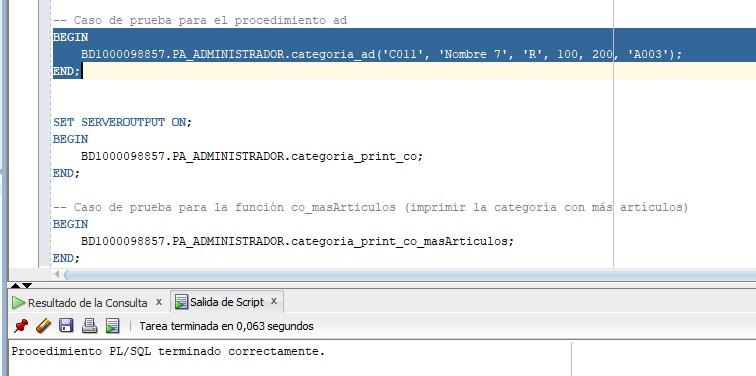 -- Caso de prueba para el procedimiento ad
BEGIN
BD1000098857.PA_ADMINISTRADOR.categoria_ad('C011', 'Nombre 7', 'R', 100, 200, 'A003');
END;
SET SERVEROUTPUT ON;
BEGIN
BD1000098857.PA_ADMINISTRADOR.categoria_print_co;
END;
-- Caso de prueba para la función co_masArticulos (imprimir la categoría con más artículos)
BEGIN
BD1000098857.PA_ADMINISTRADOR.categoria_print_co_masArticulos;
END;
Resultado de la Consulta x Salida de Script x
Tarea terminada en 0,063 segundos
Procedimiento PL/SQL terminado correctamente.